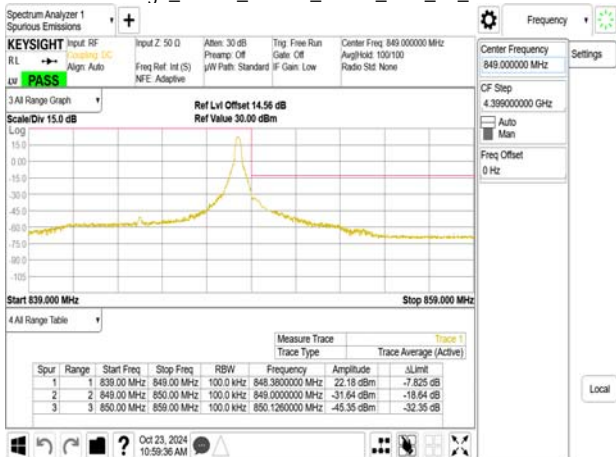 Spectrum Analyzer 1
Spurious Emissions
+
Frequency
KEYSIGHT
Input: RF
Coupling: DC
Align: Auto
Input Z: 50 Ω
Freq Ref: Int (S)
NFE: Adaptive
Atten: 30 dB
Preamp: Off
µW Path: Standard
Trig: Free Run
Gate: Off
IF Gain: Low
Center Freq: 849.000000 MHz
Avg|Hold: 100/100
Radio Std: None
RL
LV PASS
Center Frequency
849.000000 MHz
Settings
CF Step
4.399000000 GHz
Auto
Man
Freq Offset
0 Hz
3 All Range Graph
Scale/Div 15.0 dB
Ref Lvl Offset 14.56 dB
Ref Value 30.00 dBm
Log
15.0
0.00
-15.0
-30.0
-45.0
-60.0
-75.0
-90.0
-105
Start 839.000 MHz
Stop 859.000 MHz
4 All Range Table
Measure Trace Trace 1
Trace Type Trace Average (Active)
Spur Range Start Freq Stop Freq RBW Frequency Amplitude ΔLimit
1 1 839.00 MHz 849.00 MHz 100.0 kHz 848.3800000 MHz 22.18 dBm -7.825 dB
2 2 849.00 MHz 850.00 MHz 100.0 kHz 849.0000000 MHz -31.64 dBm -18.64 dB
3 3 850.00 MHz 859.00 MHz 100.0 kHz 850.1260000 MHz -45.35 dBm -32.35 dB
Local
?
Oct 23, 2024
10:59:36 AM